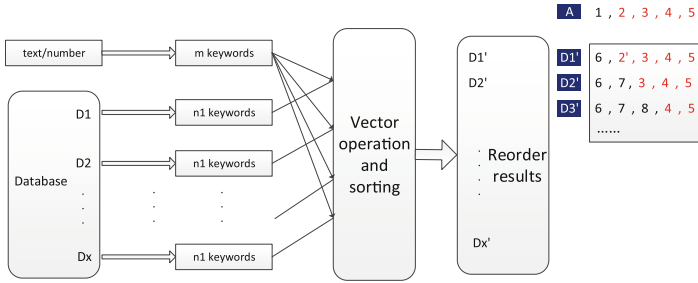 A 1 , 2 , 3 , 4 , 5
text/number
m keywords
D1'
D1' 6 , 2' , 3 , 4 , 5
D2'
D2' 6 , 7 , 3 , 4 , 5
D3' 6 , 7 , 8 , 4 , 5
......
D1
n1 keywords
Vector
operation
and
sorting
D2
n1 keywords
Reorder
results
Database
Dx'
Dx
n1 keywords